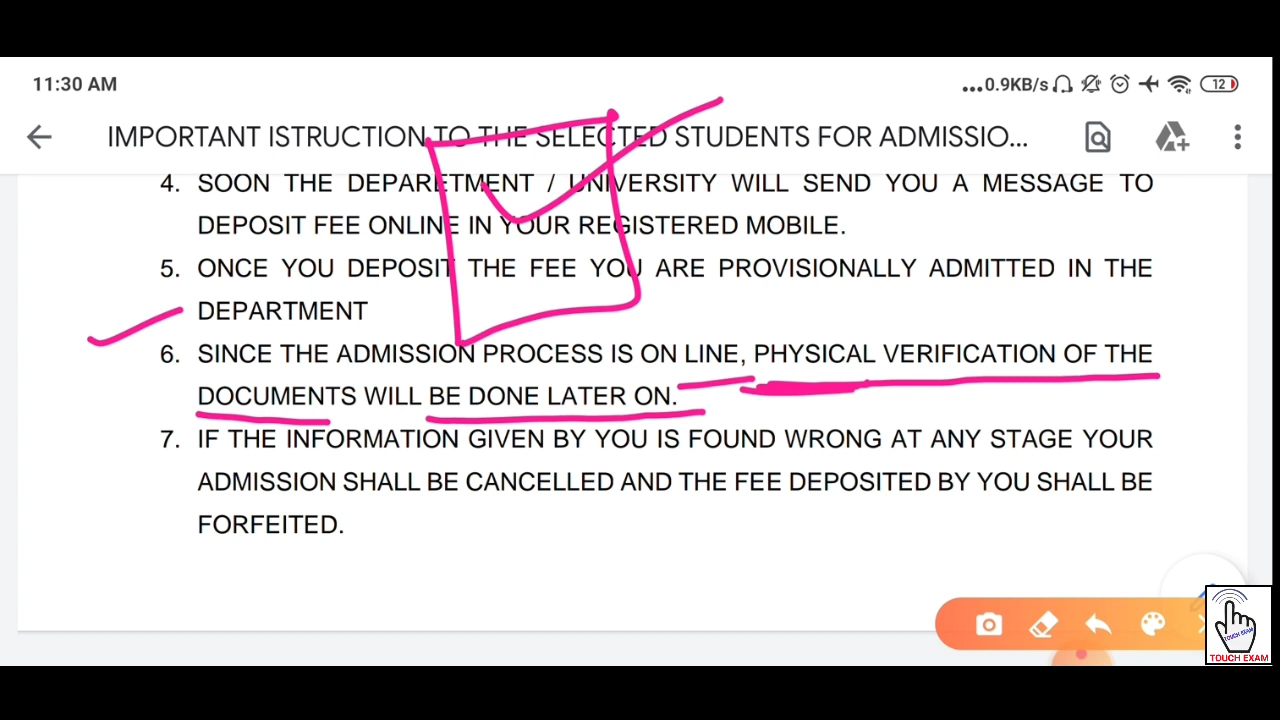 11:30 AM
...0.9KB/s
12
IMPORTANT ISTRUCTION TO THE SELECTED STUDENTS FOR ADMISSIO...
4. SOON THE DEPARETMENT / UNIVERSITY WILL SEND YOU A MESSAGE TO
DEPOSIT FEE ONLINE IN YOUR REGISTERED MOBILE.
5. ONCE YOU DEPOSIT THE FEE YOU ARE PROVISIONALLY ADMITTED IN THE
DEPARTMENT
6. SINCE THE ADMISSION PROCESS IS ON LINE, PHYSICAL VERIFICATION OF THE
DOCUMENTS WILL BE DONE LATER ON.
7. IF THE INFORMATION GIVEN BY YOU IS FOUND WRONG AT ANY STAGE YOUR
ADMISSION SHALL BE CANCELLED AND THE FEE DEPOSITED BY YOU SHALL BE
FORFEITED.
TOUCH EXAM
TOUCH EXAM